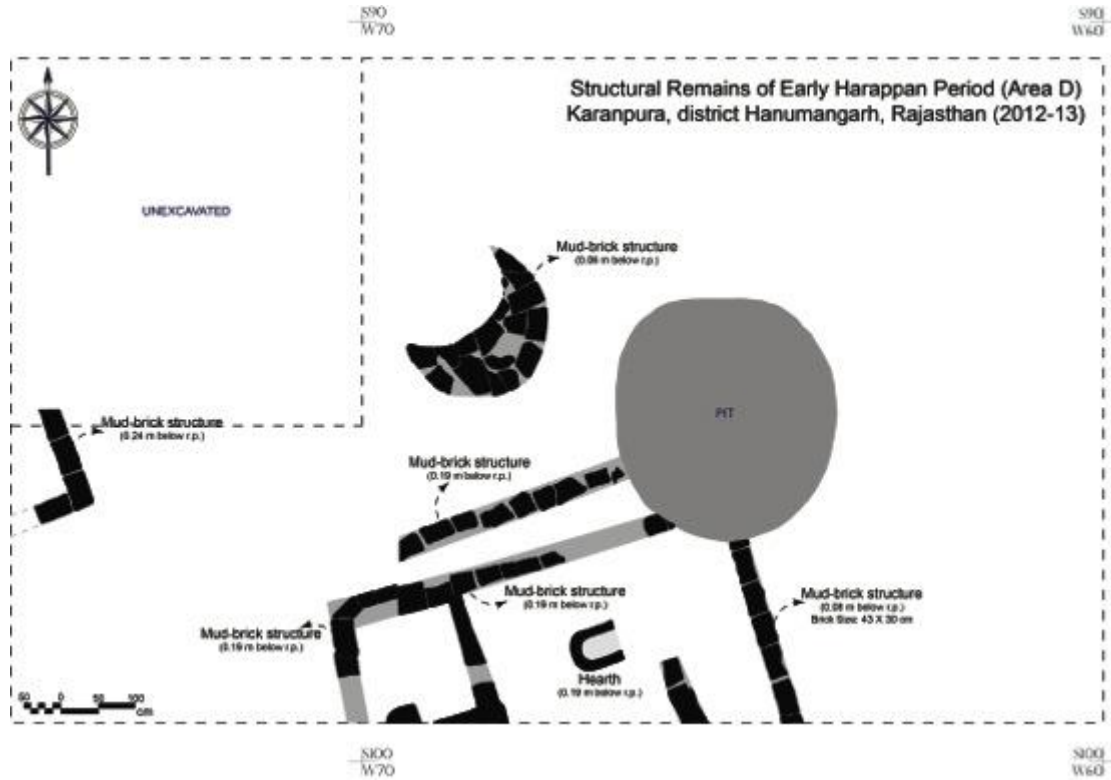 S90
W70
S90
W60
Structural Remains of Early Harappan Period (Area D)
Karanpura, district Hanumangarh, Rajasthan (2012-13)
UNEXCAVATED
Mud-brick structure
(0.06 m below r.p.)
PIT
Mud-brick structure
(0.24 m below r.p.)
Mud-brick structure
(0.19 m below r.p.)
Mud-brick structure
(0.19 m below r.p.)
Mud-brick structure
(0.08 m below r.p.)
Brick Size: 43 X 30 cm
Mud-brick structure
(0.19 m below r.p.)
Hearth
(0.19 m below r.p.)
50 0 50 100
cm
S100
W70
S100
W60